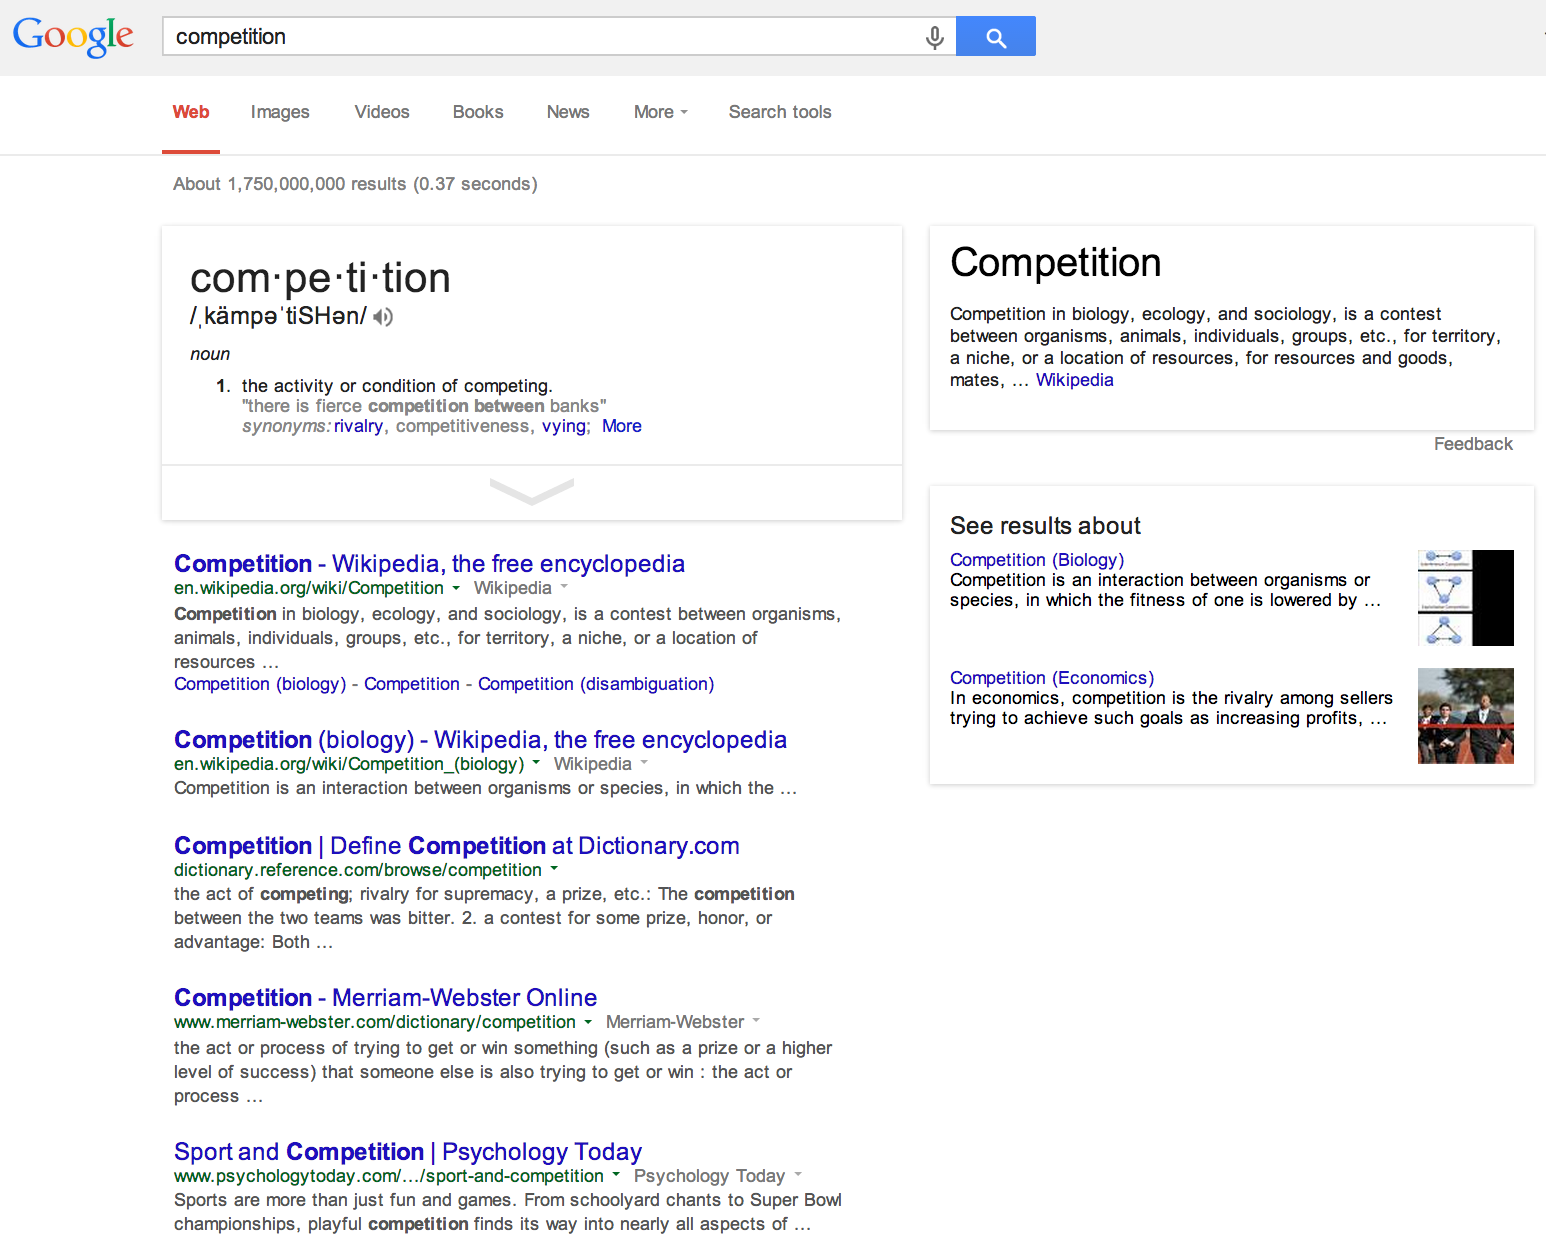 Google
competition
Web Images Videos Books News More Search tools
About 1,750,000,000 results (0.37 seconds)
com·pe·ti·tion
/ˌkämpəˈtiSHən/
noun
1. the activity or condition of competing.
"there is fierce competition between banks"
synonyms: rivalry, competitiveness, vying; More
Competition - Wikipedia, the free encyclopedia
en.wikipedia.org/wiki/Competition Wikipedia
Competition in biology, ecology, and sociology, is a contest between organisms,
animals, individuals, groups, etc., for territory, a niche, or a location of
resources ...
Competition (biology) - Competition - Competition (disambiguation)
Competition (biology) - Wikipedia, the free encyclopedia
en.wikipedia.org/wiki/Competition_(biology) Wikipedia
Competition is an interaction between organisms or species, in which the ...
Competition | Define Competition at Dictionary.com
dictionary.reference.com/browse/competition
the act of competing; rivalry for supremacy, a prize, etc.: The competition
between the two teams was bitter. 2. a contest for some prize, honor, or
advantage: Both ...
Competition - Merriam-Webster Online
www.merriam-webster.com/dictionary/competition Merriam-Webster
the act or process of trying to get or win something (such as a prize or a higher
level of success) that someone else is also trying to get or win : the act or
process ...
Sport and Competition | Psychology Today
www.psychologytoday.com/.../sport-and-competition Psychology Today
Sports are more than just fun and games. From schoolyard chants to Super Bowl
championships, playful competition finds its way into nearly all aspects of ...
Competition
Competition in biology, ecology, and sociology, is a contest
between organisms, animals, individuals, groups, etc., for territory,
a niche, or a location of resources, for resources and goods,
mates, ... Wikipedia
Feedback
See results about
Competition (Biology)
Competition is an interaction between organisms or
species, in which the fitness of one is lowered by ...
Competition (Economics)
In economics, competition is the rivalry among sellers
trying to achieve such goals as increasing profits, ...